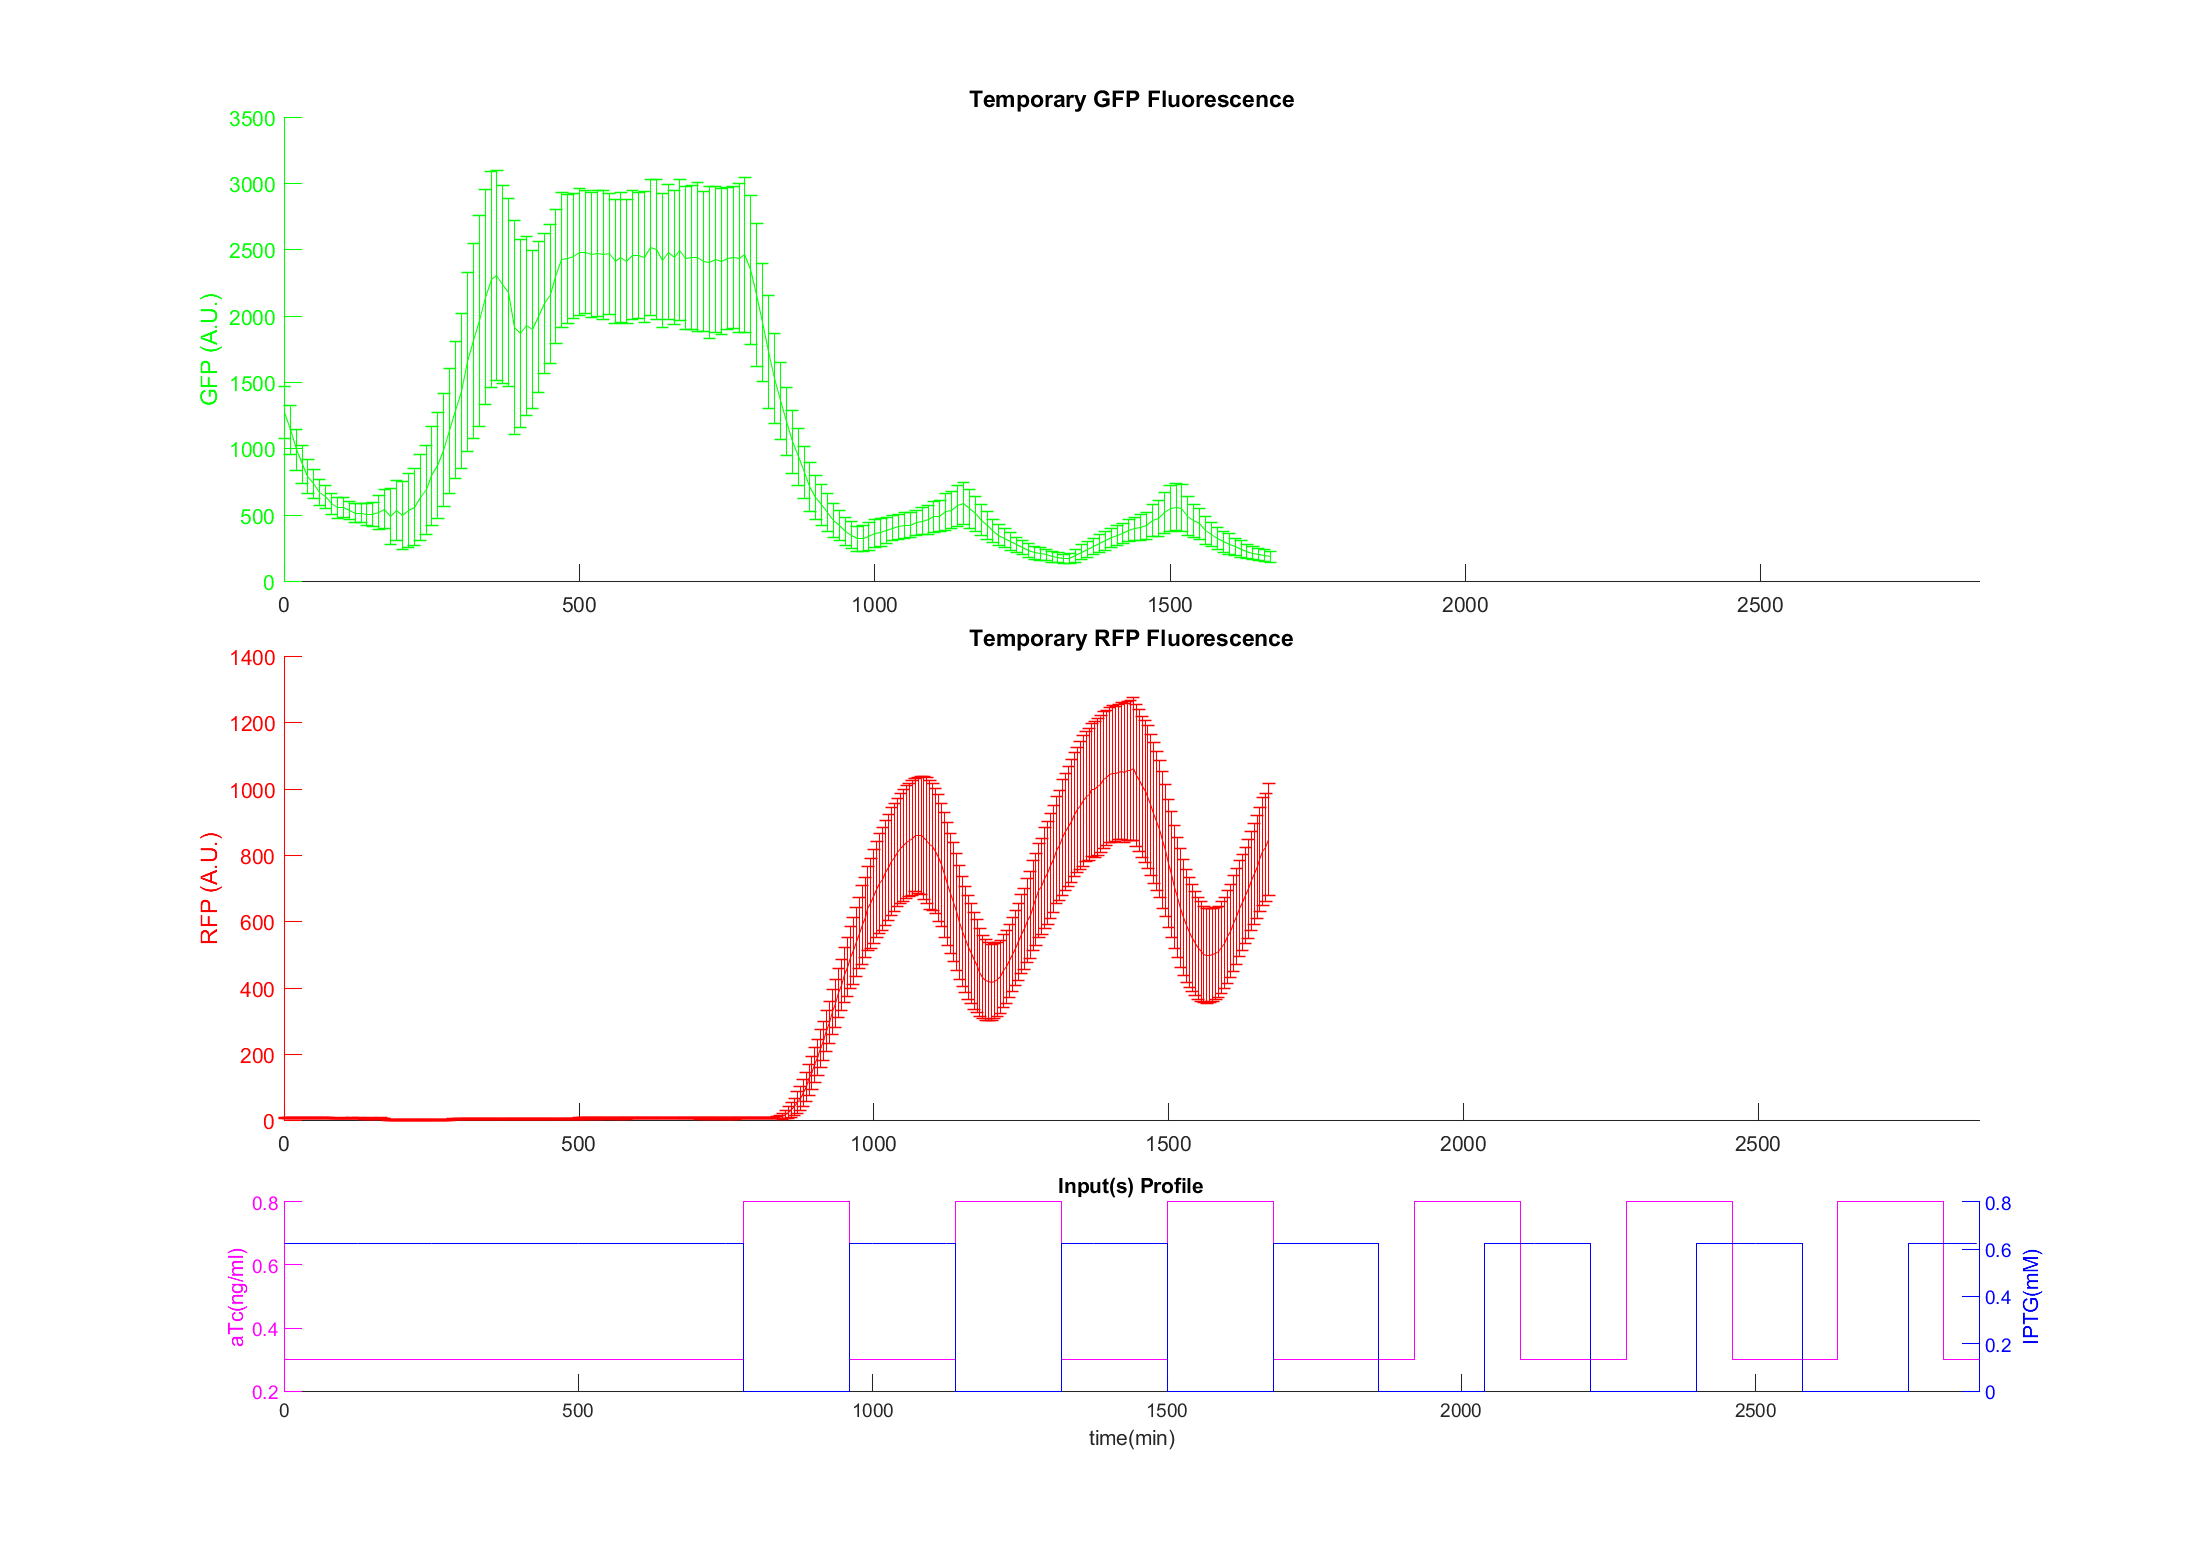 Temporary GFP Fluorescence
3500
3000
2500
2000
1500
1000
500
0
GFP (A.U.)
0 500 1000 1500 2000 2500
Temporary RFP Fluorescence
1400
1200
1000
800
600
400
200
0
RFP (A.U.)
0 500 1000 1500 2000 2500
Input(s) Profile
0.8
0.6
0.4
0.2
aTc(ng/ml)
0.8
0.6
0.4
0.2
0
IPTG(mM)
0 500 1000 1500 2000 2500
time(min)